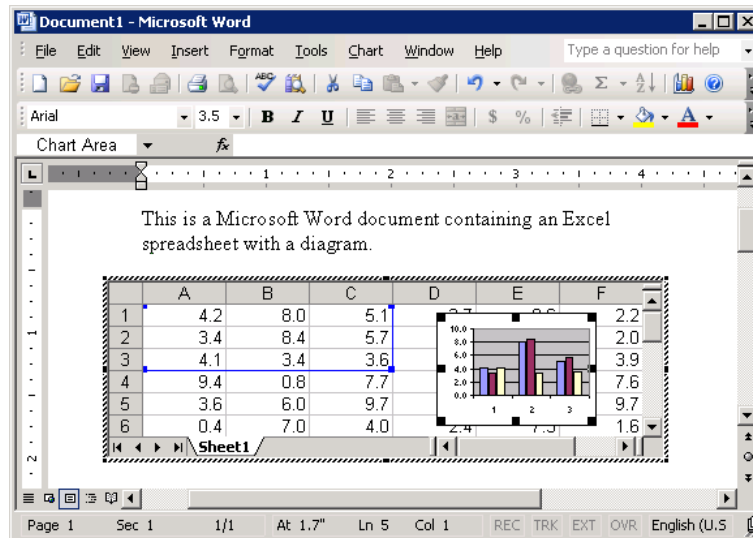 Document1 - Microsoft Word
File Edit View Insert Format Tools Chart Window Help Type a question for help
Arial 3.5 B I U $ %
Chart Area fx
1 2 3 4
This is a Microsoft Word document containing an Excel
spreadsheet with a diagram.
A B C D E F
1 4.2 8.0 5.1 2.2
2 3.4 8.4 5.7 2.0
3 4.1 3.4 3.6 3.9
4 9.4 0.8 7.7 7.6
5 3.6 6.0 9.7 9.7
6 0.4 7.0 4.0 2.4 7.5 1.6
10.0
8.0
6.0
4.0
2.0
0.0
1 2 3
Sheet1
Page 1 Sec 1 1/1 At 1.7" Ln 5 Col 1 REC TRK EXT OVR English (U.S